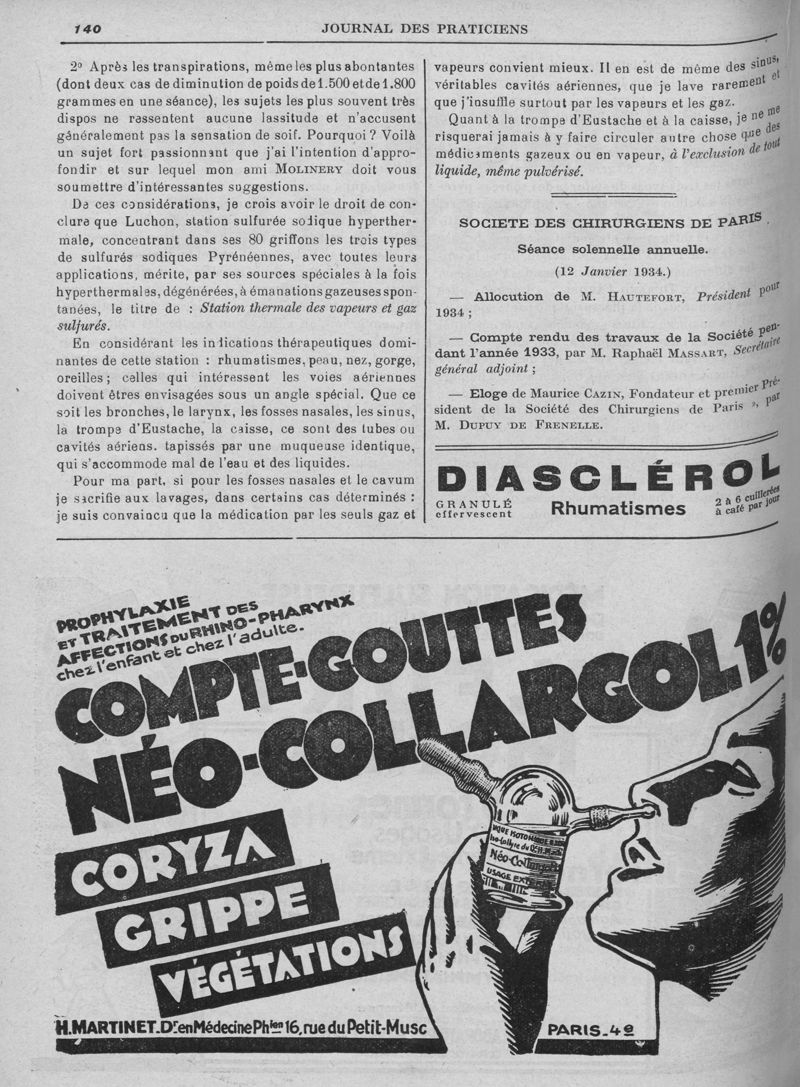 140
JOURNAL DES PRATICIENS
2º Après les transpirations, même les plus abontantes
(dont deux cas de diminution de poids de 1.500 et de 1.800
grammes en une séance), les sujets les plus souvent très
dispos ne ressentent aucune lassitude et n'accusent
généralement pas la sensation de soif. Pourquoi ? Voilà
un sujet fort passionnant que j'ai l'intention d'appro-
fondir et sur lequel mon ami MOLINERY doit vous
soumettre d'intéressantes suggestions.
De ces considérations, je crois avoir le droit de con-
clure que Luchon, station sulfurée sodique hyperther-
male, concentrant dans ses 80 griffons les trois types
de sulfurés sodiques Pyrénéennes, avec toutes leurs
applications, mérite, par ses sources spéciales à la fois
hyperthermales, dégénérées, à émanations gazeuses spon-
tanées, le titre de : Station thermale des vapeurs et gaz
sulfurés.
En considérant les indications thérapeutiques domi-
nantes de cette station : rhumatismes, peau, nez, gorge,
oreilles ; celles qui intéressent les voies aériennes
doivent êtres envisagées sous un angle spécial. Que ce
soit les bronches, le larynx, les fosses nasales, les sinus,
la trompe d'Eustache, la caisse, ce sont des tubes ou
cavités aériens. tapissés par une muqueuse identique,
qui s'accommode mal de l'eau et des liquides.
Pour ma part, si pour les fosses nasales et le cavum
je sacrifie aux lavages, dans certains cas déterminés :
je suis convaincu que la médication par les seuls gaz et
vapeurs convient mieux. Il en est de même des sinus,
véritables cavités aériennes, que je lave rarement et
que j'insuffle surtout par les vapeurs et les gaz.
Quant à la trompe d'Eustache et à la caisse, je ne me
risquerai jamais à y faire circuler autre chose que des
médicaments gazeux ou en vapeur, à l'exclusion de tout
liquide, même pulvérisé.
SOCIETE DES CHIRURGIENS DE PARIS.
Séance solennelle annuelle.
(12 Janvier 1934.)
— Allocution de M. HAUTEFORT, Président pour
1934 ;
— Compte rendu des travaux de la Société pen-
dant l'année 1933, par M. Raphaël MASSART, Secrétaire
général adjoint ;
— Eloge de Maurice CAZIN, Fondateur et premier Pré-
sident de la Société des Chirurgiens de Paris », par
M. DUPUY DE FRENELLE.
DIASCLÉROL
GRANULÉ
effervescent
Rhumatismes
2 à 6 cuillerées
à café par jour
PROPHYLAXIE
ET TRAITEMENT DES
AFFECTIONS DU RHINO-PHARYNX
chez l'enfant et chez l'adulte.
COMPTE-GOUTTES
NÉO-COLLARGOL 1%
CORYZA
GRIPPE
VÉGÉTATIONS
Néo-Collargol
USAGE EXTERNE
H.MARTINET.Dr.en Médecine Phien 16, rue du Petit-Musc
PARIS_4e